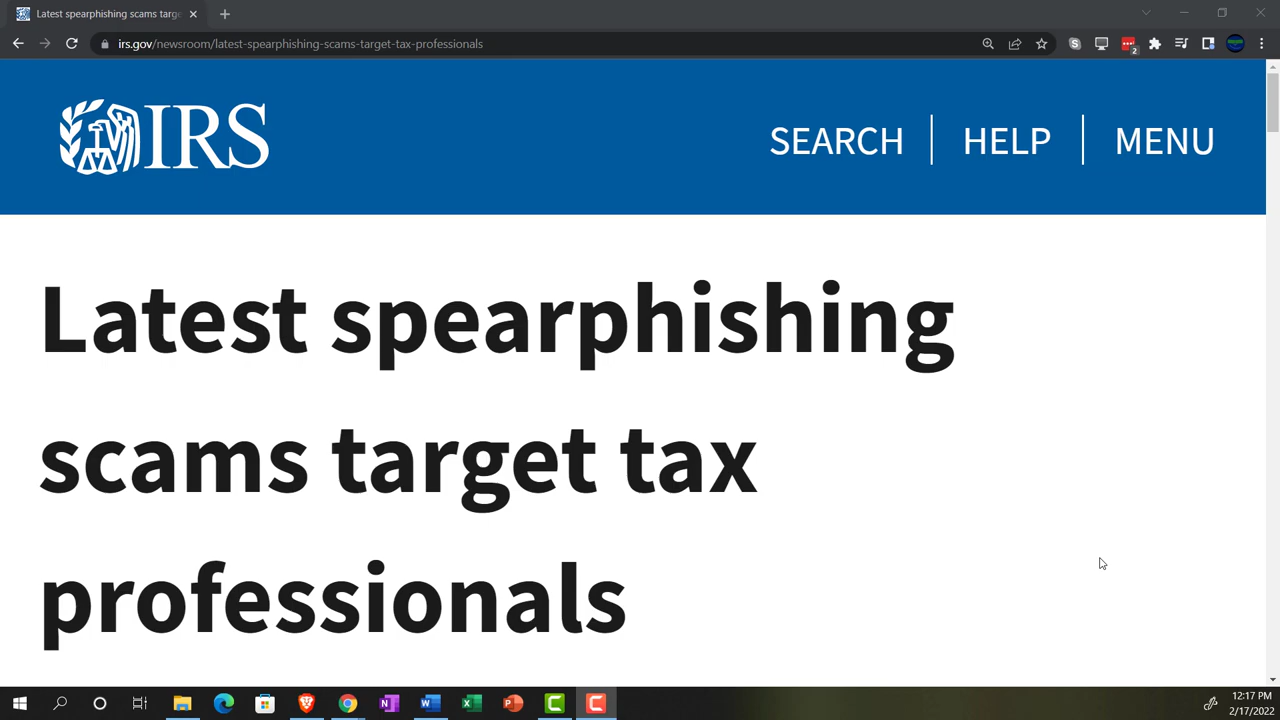 Latest spearphishing scams targ
irs.gov/newsroom/latest-spearphishing-scams-target-tax-professionals
2
IRS
SEARCH
HELP
MENU
Latest spearphishing
scams target tax
professionals
12:17 PM
2/17/2022